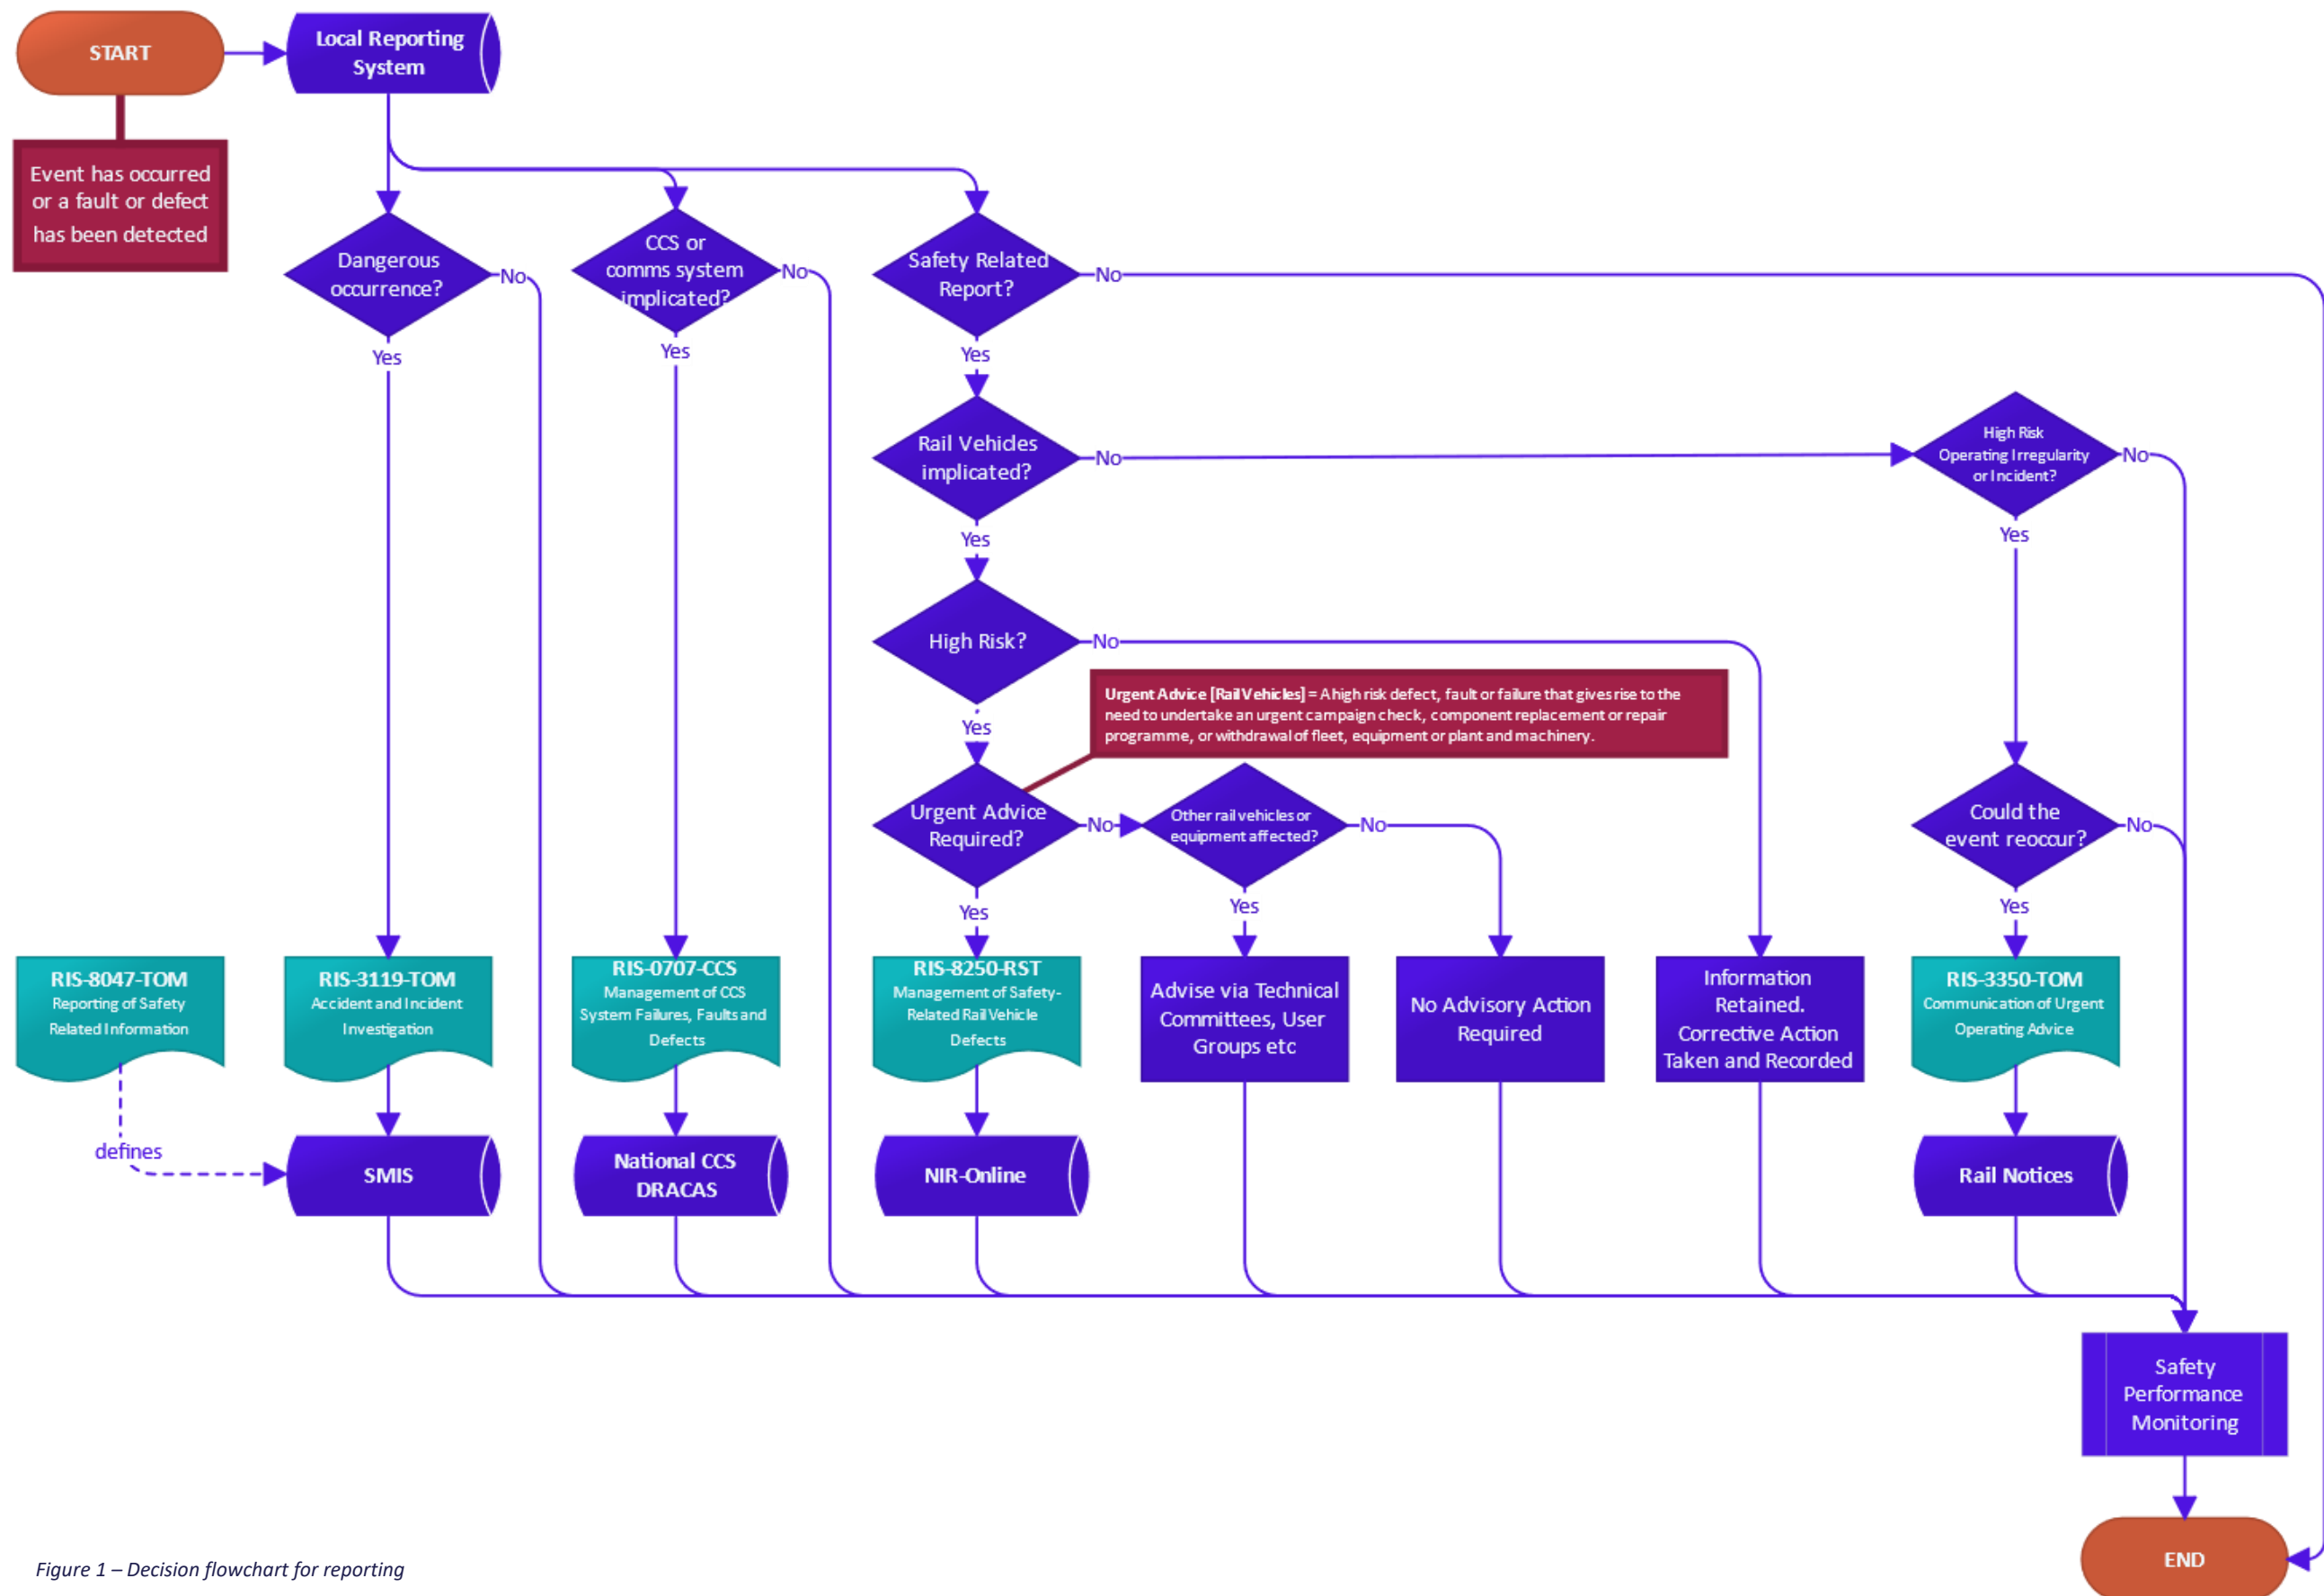 START
Local Reporting
System
Event has occurred
or a fault or defect
has been detected
Dangerous
occurrence?
No
Yes
CCS or
comms system
implicated?
No
Yes
Safety Related
Report?
No
Yes
Rail Vehicles
implicated?
No
Yes
High Risk
Operating Irregularity
or Incident?
No
Yes
High Risk?
No
Yes
Urgent Advice [Rail Vehicles] = A high risk defect, fault or failure that gives rise to the
need to undertake an urgent campaign check, component replacement or repair
programme, or withdrawal of fleet, equipment or plant and machinery.
Urgent Advice
Required?
No
Yes
Other rail vehicles or
equipment affected?
No
Yes
Could the
event reoccur?
No
Yes
RIS-8047-TOM
Reporting of Safety
Related Information
RIS-3119-TOM
Accident and Incident
Investigation
RIS-0707-CCS
Management of CCS
System Failures, Faults and
Defects
RIS-8250-RST
Management of Safety-
Related Rail Vehicle
Defects
Advise via Technical
Committees, User
Groups etc
No Advisory Action
Required
Information
Retained.
Corrective Action
Taken and Recorded
RIS-3350-TOM
Communication of Urgent
Operating Advice
defines
SMIS
National CCS
DRACAS
NIR-Online
Rail Notices
Safety
Performance
Monitoring
END
Figure 1 – Decision flowchart for reporting